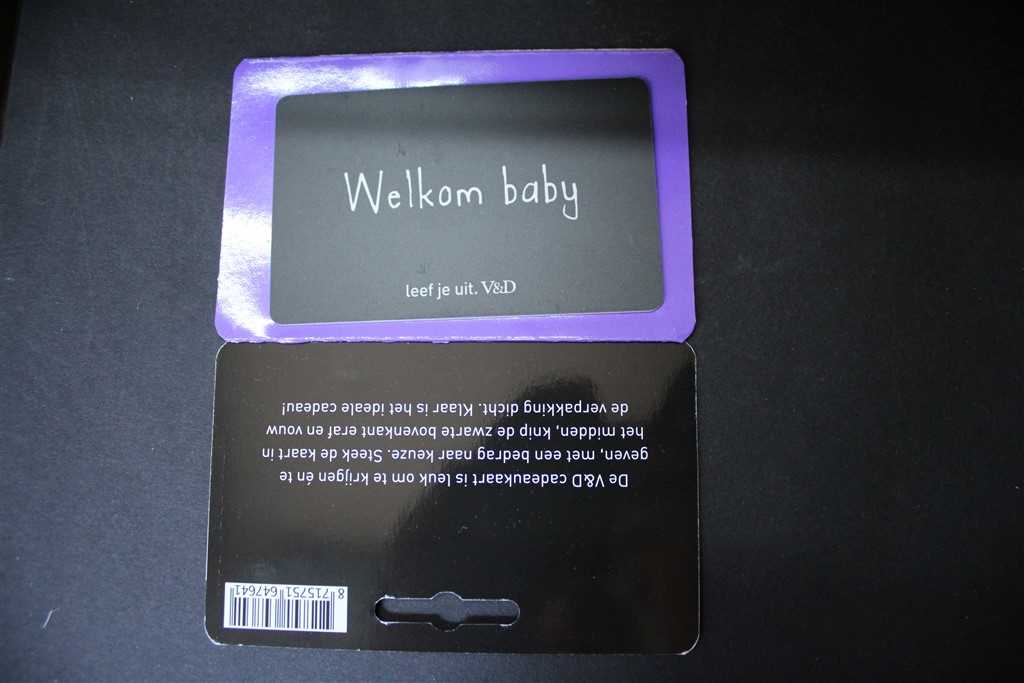 Welkom baby
leef je uit. V&D
De V&D cadeaukaart is leuk om te krijgen én te
geven, met een bedrag naar keuze. Steek de kaart in
het midden, knip de zwarte bovenkant eraf en vouw
de verpakking dicht. Klaar is het ideale cadeau!
8 715751 647641